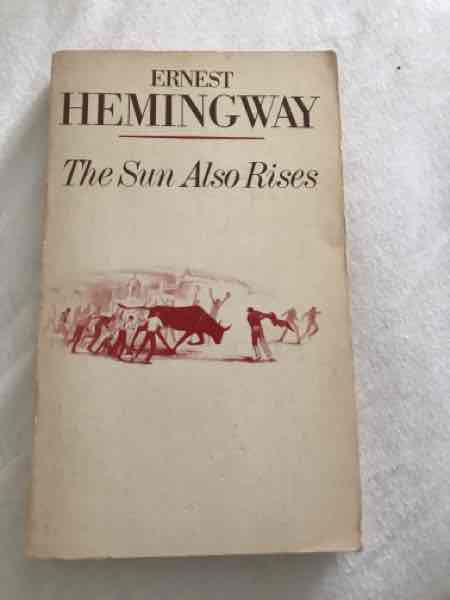 ERNEST
HEMINGWAY
The Sun Also Rises